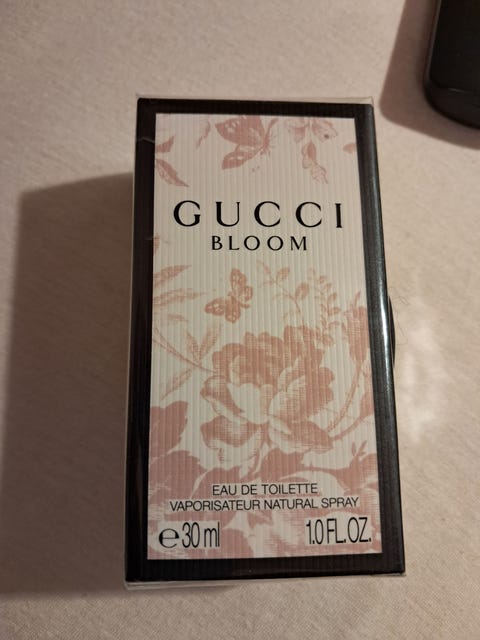 GUCCI
BLOOM
EAU DE TOILETTE
VAPORISATEUR NATURAL SPRAY
℮30 ml 1.0 FL.OZ.